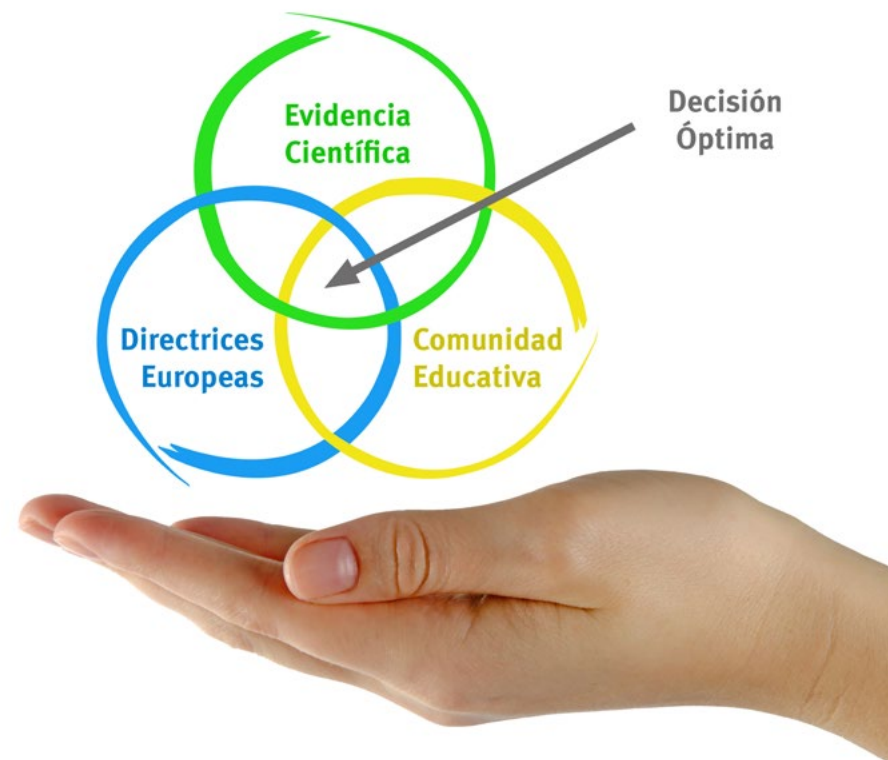 Evidencia
Científica
Decisión
Óptima
Directrices
Europeas
Comunidad
Educativa